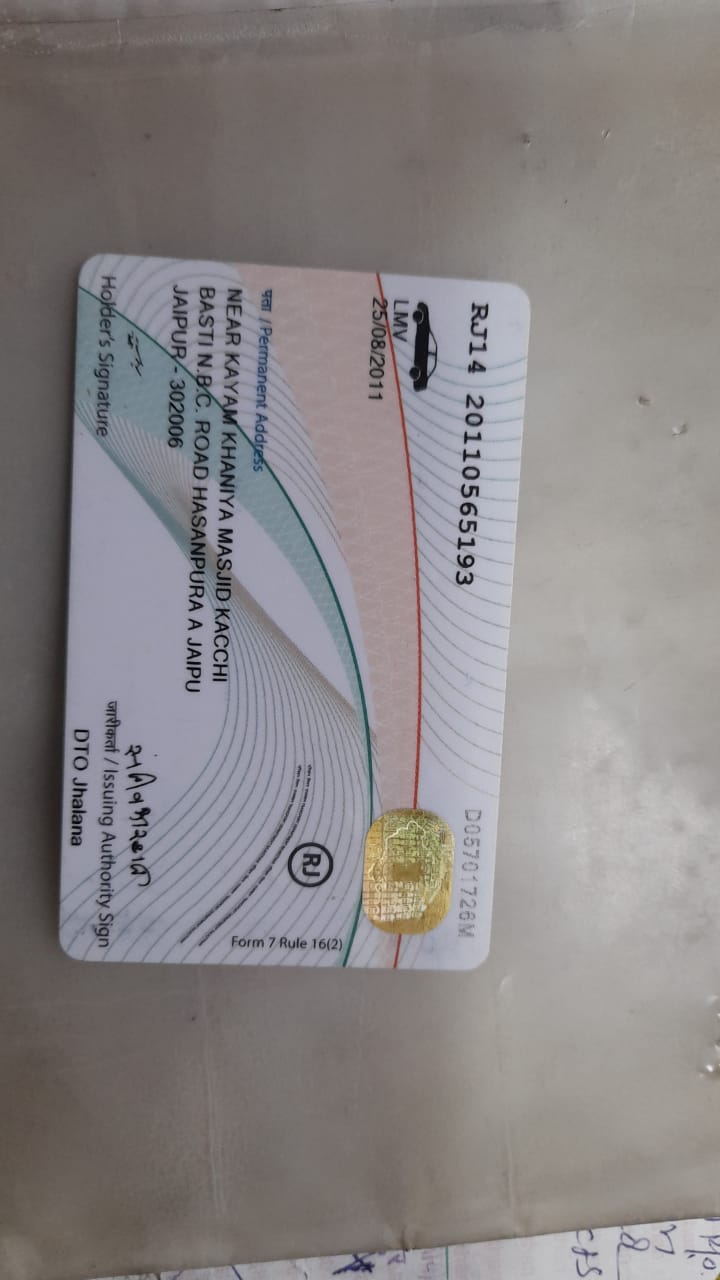 RJ14 20110565193
D05701726M
LMV
25/08/2011
पता / Permanent Address
NEAR KAYAM KHANIYA MASJID KACCHI
BASTI N.B.C. ROAD HASANPURA A JAIPU
JAIPUR - 302006
RJ
Form 7 Rule 16(2)
Holder's Signature
जारीकर्ता / Issuing Authority Sign
DTO Jhalana